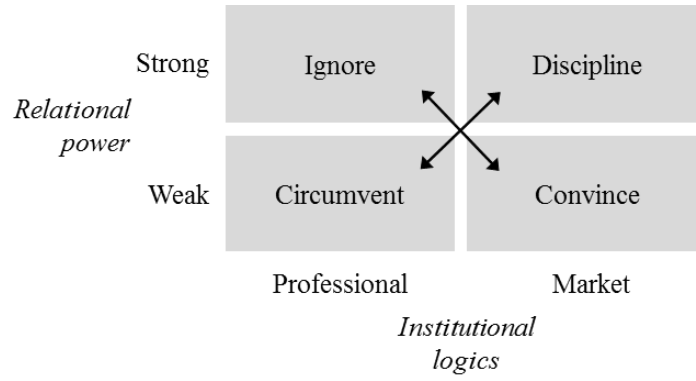 Strong
Ignore
Discipline
Relational
power
Weak
Circumvent
Convince
Professional
Market
Institutional
logics